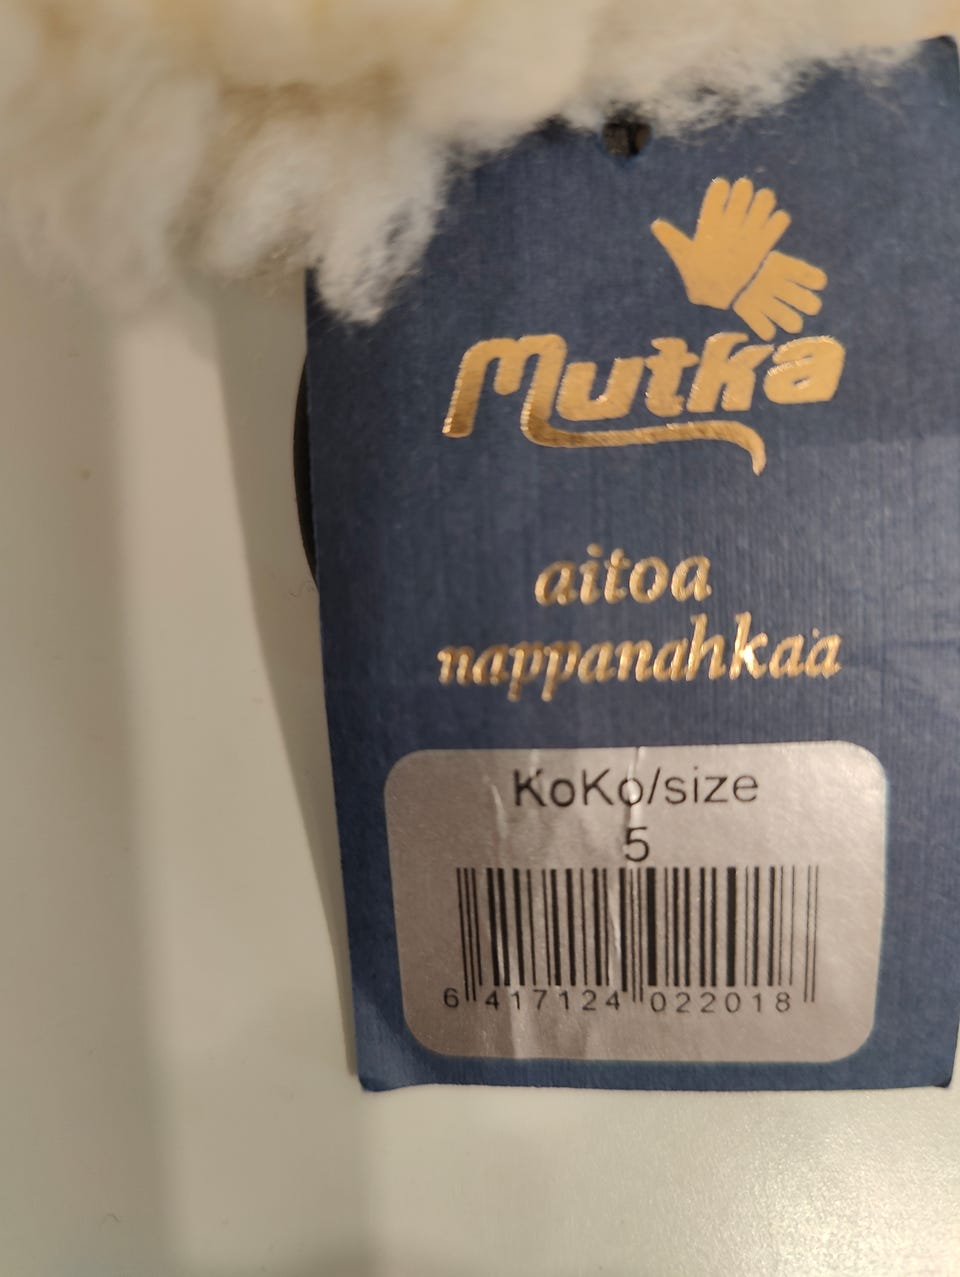 Mutka
aitoa
nappanahkaa
KoKo/size
5
6 417124 022018